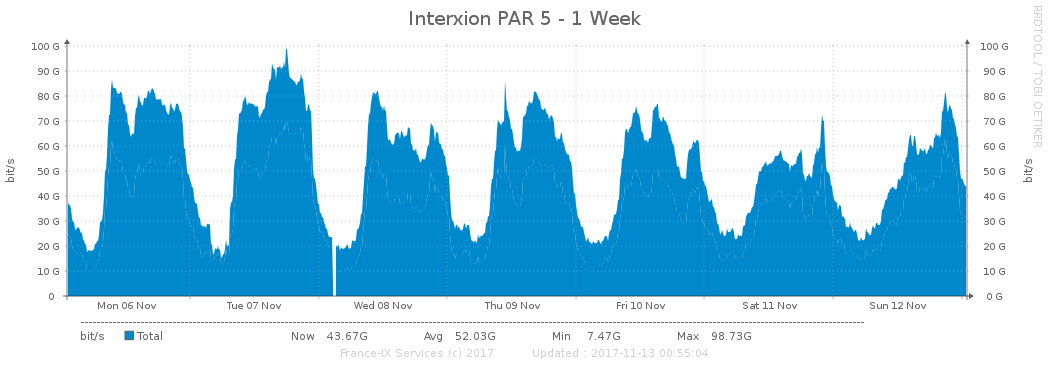 Interxion PAR 5 - 1 Week
RRDTOOL / TOBI OETIKER
100 G 100 G
90 G 90 G
80 G 80 G
70 G 70 G
60 G 60 G
50 G 50 G
40 G 40 G
30 G 30 G
20 G 20 G
10 G 10 G
0 0 G
bit/s
bit/s
Mon 06 Nov Tue 07 Nov Wed 08 Nov Thu 09 Nov Fri 10 Nov Sat 11 Nov Sun 12 Nov
bit/s Total Now 43.67G Avg 52.03G Min 7.47G Max 98.73G
France-IX Services (c) 2017 Updated : 2017-11-13 00:55:04